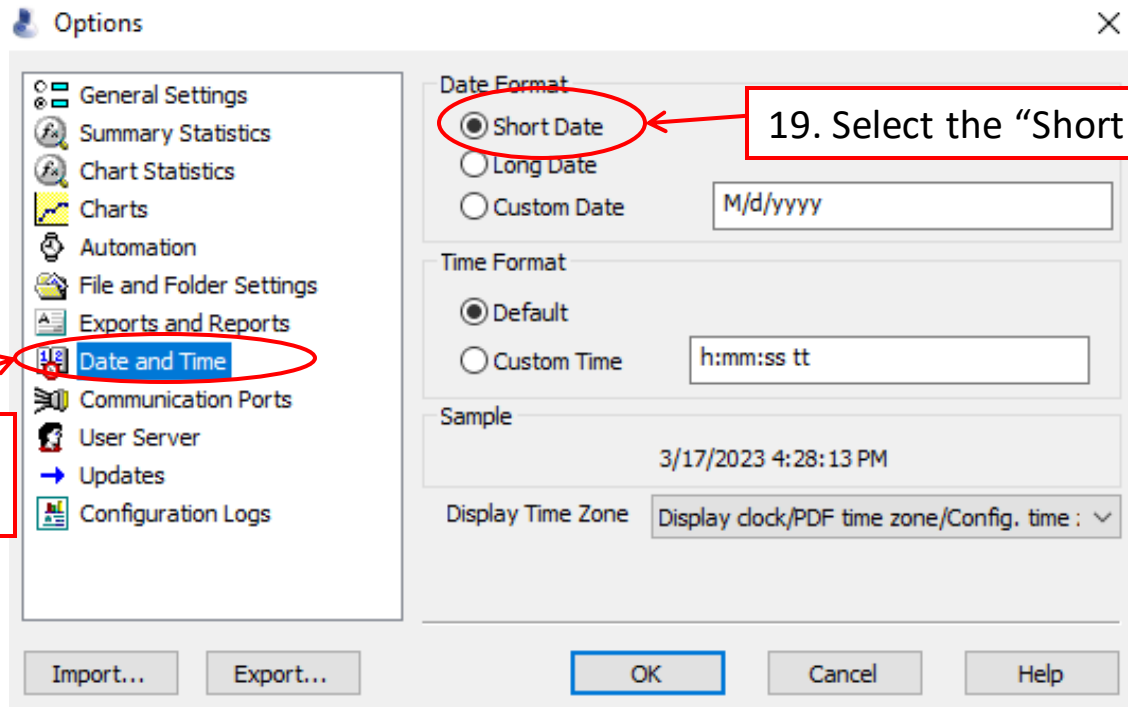 Options
General Settings
Summary Statistics
Chart Statistics
Charts
Automation
File and Folder Settings
Exports and Reports
Date and Time
Communication Ports
User Server
Updates
Configuration Logs
Date Format
Short Date
19. Select the “Short
Long Date
Custom Date M/d/yyyy
Time Format
Default
Custom Time h:mm:ss tt
Sample
3/17/2023 4:28:13 PM
Display Time Zone Display clock/PDF time zone/Config. time
Import... Export... OK Cancel Help